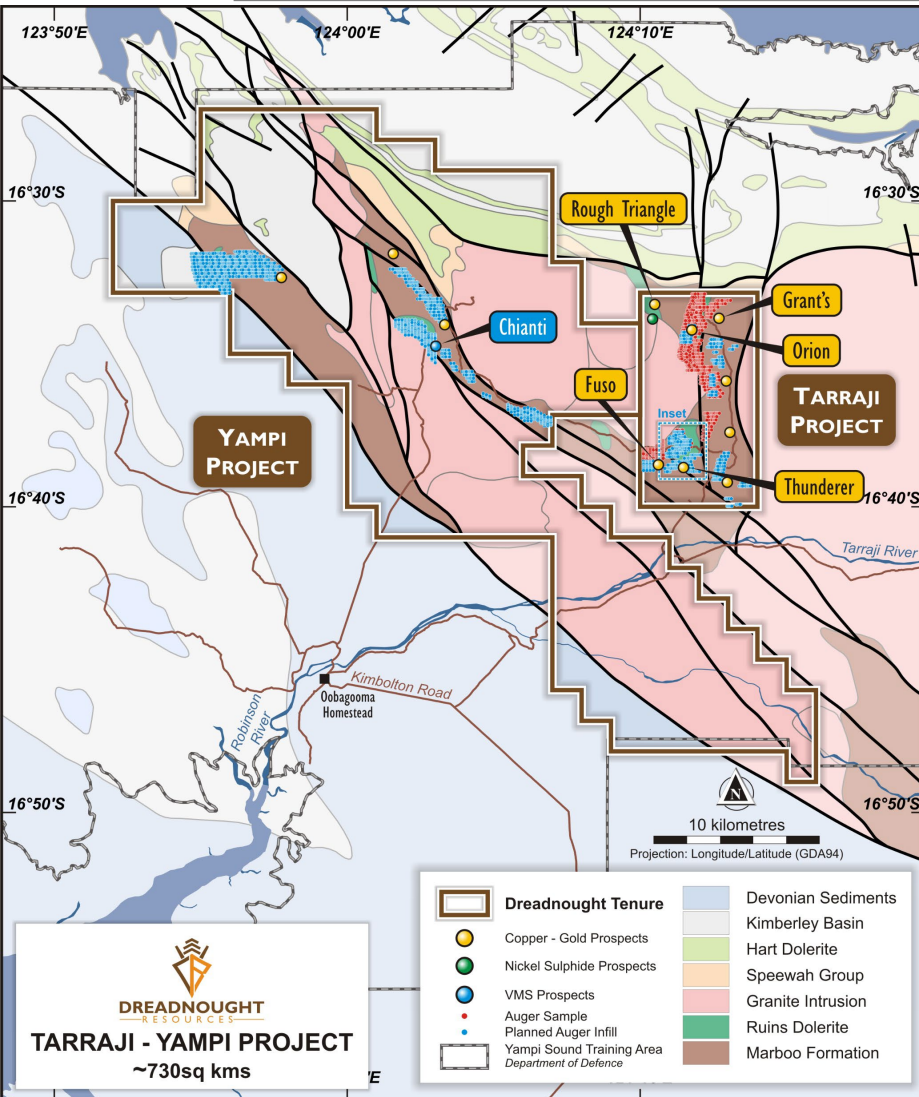 123°50'E
124°00'E
124°10'E
16°30'S
16°30'S
Rough Triangle
Grant's
Chianti
Orion
Fuso
TARRAJI
PROJECT
Inset
YAMPI
PROJECT
Thunderer
16°40'S
16°40'S
Tarraji River
Kimbolton Road
Oobagooma
Homestead
Robinson
River
N
16°50'S
16°50'S
10 kilometres
Projection: Longitude/Latitude (GDA94)
Dreadnought Tenure
Copper - Gold Prospects
Nickel Sulphide Prospects
VMS Prospects
Auger Sample
Planned Auger Infill
Yampi Sound Training Area
Department of Defence
Devonian Sediments
Kimberley Basin
Hart Dolerite
Speewah Group
Granite Intrusion
Ruins Dolerite
Marboo Formation
DREADNOUGHT
RESOURCES
TARRAJI - YAMPI PROJECT
~730sq kms